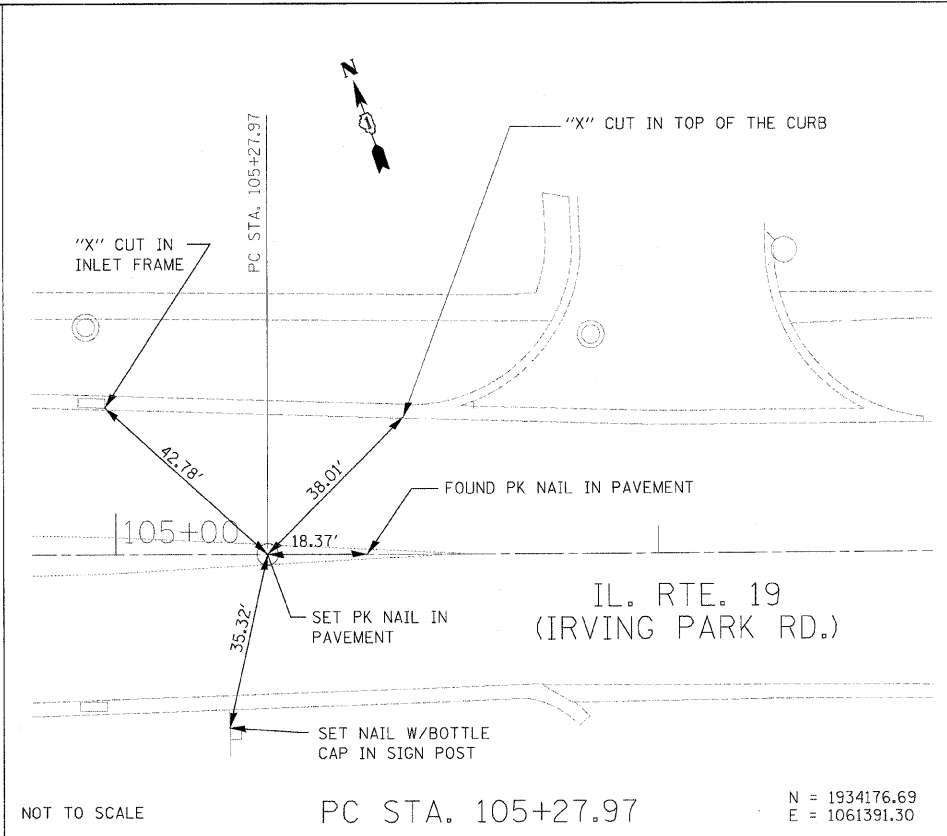 N
1
PC STA. 105+27.97
"X" CUT IN TOP OF THE CURB
"X" CUT IN
INLET FRAME
42.78'
38.01'
FOUND PK NAIL IN PAVEMENT
105+00
18.37'
IL. RTE. 19
(IRVING PARK RD.)
SET PK NAIL IN
PAVEMENT
35.32'
SET NAIL W/BOTTLE
CAP IN SIGN POST
NOT TO SCALE
PC STA. 105+27.97
N = 1934176.69
E = 1061391.30